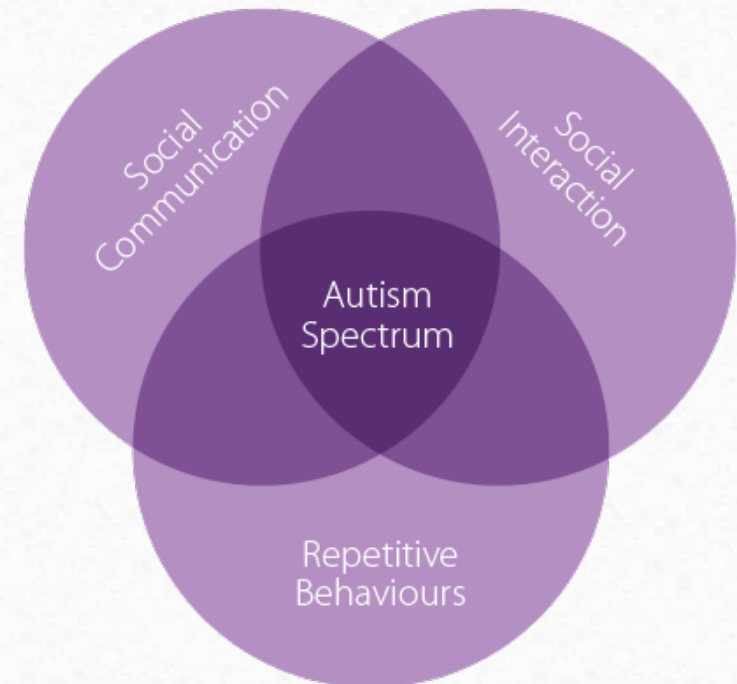 Social
Communication
Social
Interaction
Autism
Spectrum
Repetitive
Behaviours